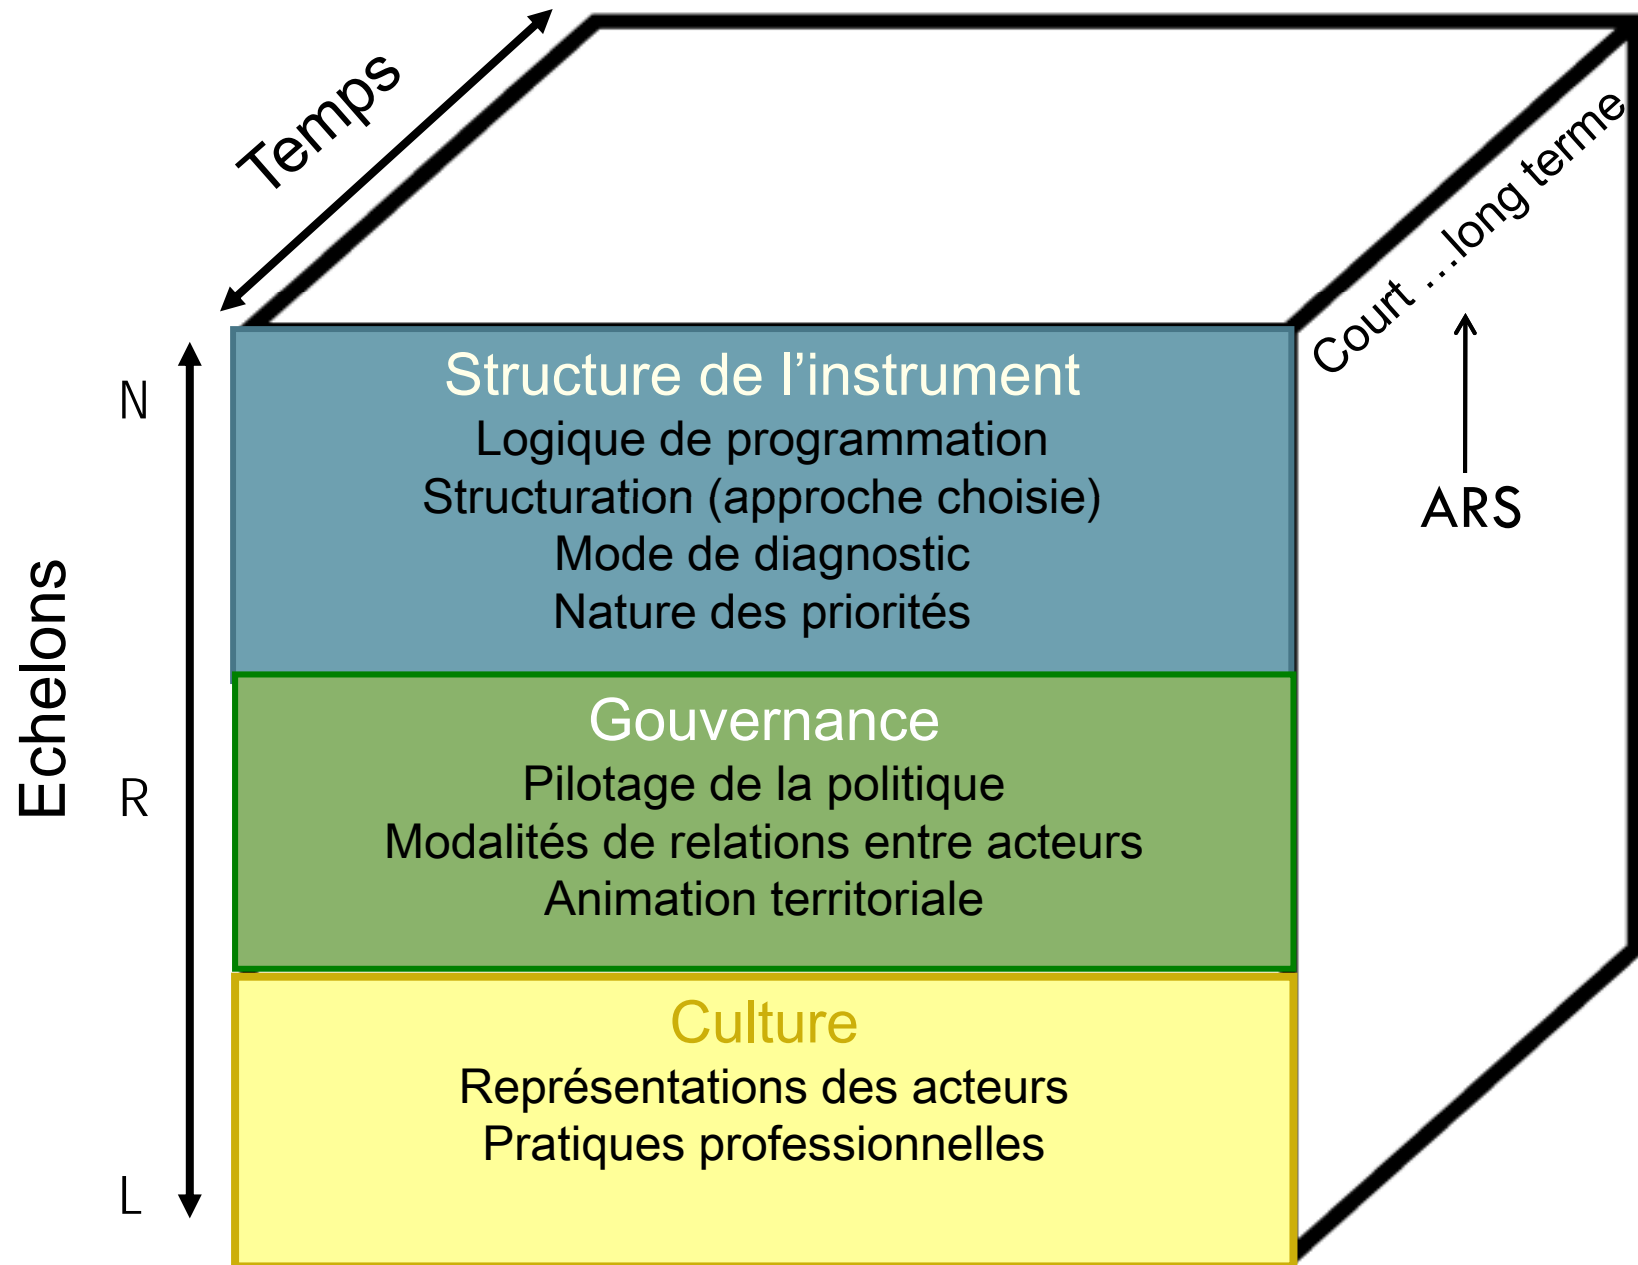 Temps
Court ...long terme
ARS
Echelons
N
R
L
Structure de l’instrument
Logique de programmation
Structuration (approche choisie)
Mode de diagnostic
Nature des priorités
Gouvernance
Pilotage de la politique
Modalités de relations entre acteurs
Animation territoriale
Culture
Représentations des acteurs
Pratiques professionnelles